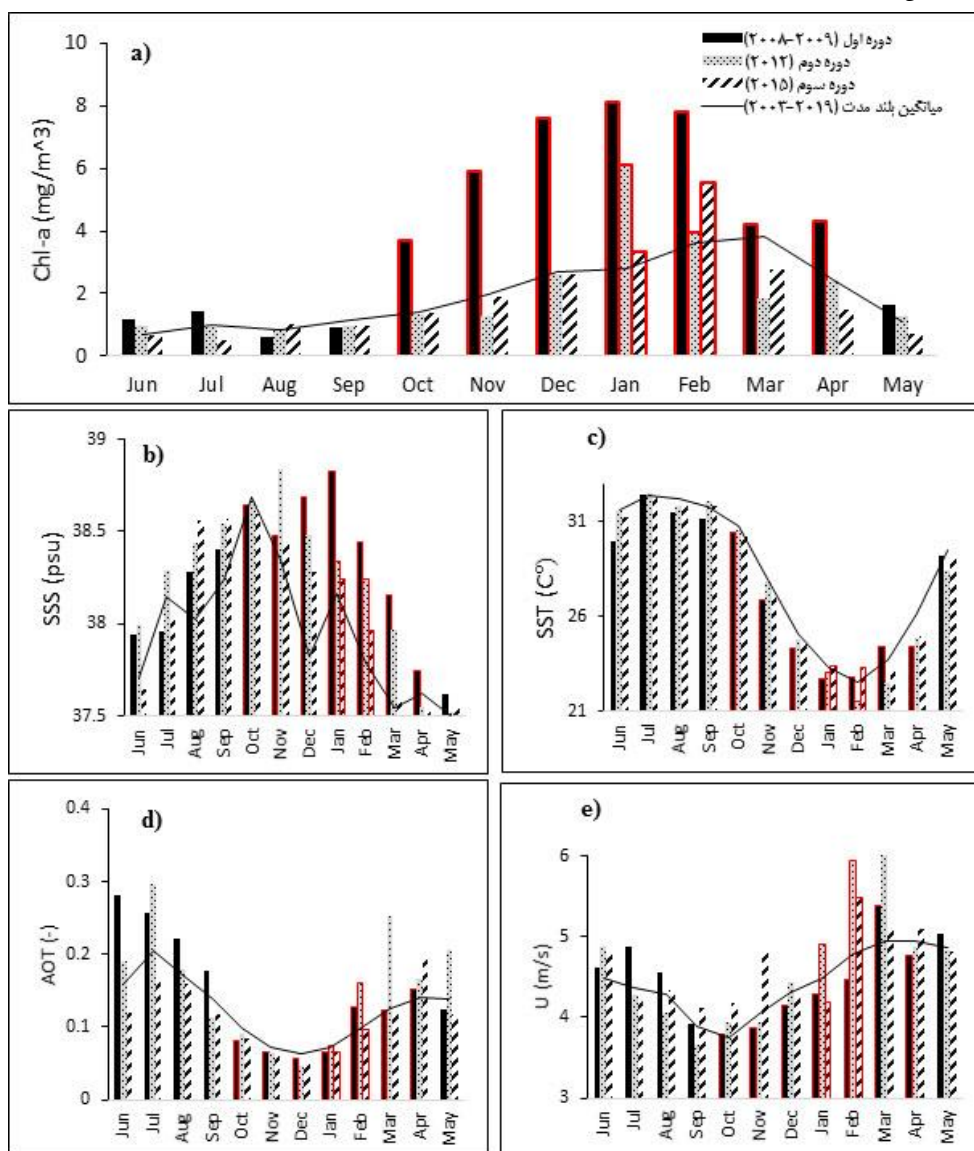 a)
دوره اول (۲۰۰۸-۲۰۰۹)
دوره دوم (۲۰۱۲)
دوره سوم (۲۰۱۵)
میانگین بلند مدت (۲۰۰۳-۲۰۱۹)
Chl-a (mg/m^3)
10
8
6
4
2
0
Jun Jul Aug Sep Oct Nov Dec Jan Feb Mar Apr May
b)
SSS (psu)
39
38.5
38
37.5
Jun Jul Aug Sep Oct Nov Dec Jan Feb Mar Apr May
c)
SST (C°)
31
26
21
Jun Jul Aug Sep Oct Nov Dec Jan Feb Mar Apr May
d)
AOT (-)
0.4
0.3
0.2
0.1
0
Jun Jul Aug Sep Oct Nov Dec Jan Feb Mar Apr May
e)
U (m/s)
6
5
4
3
Jun Jul Aug Sep Oct Nov Dec Jan Feb Mar Apr May